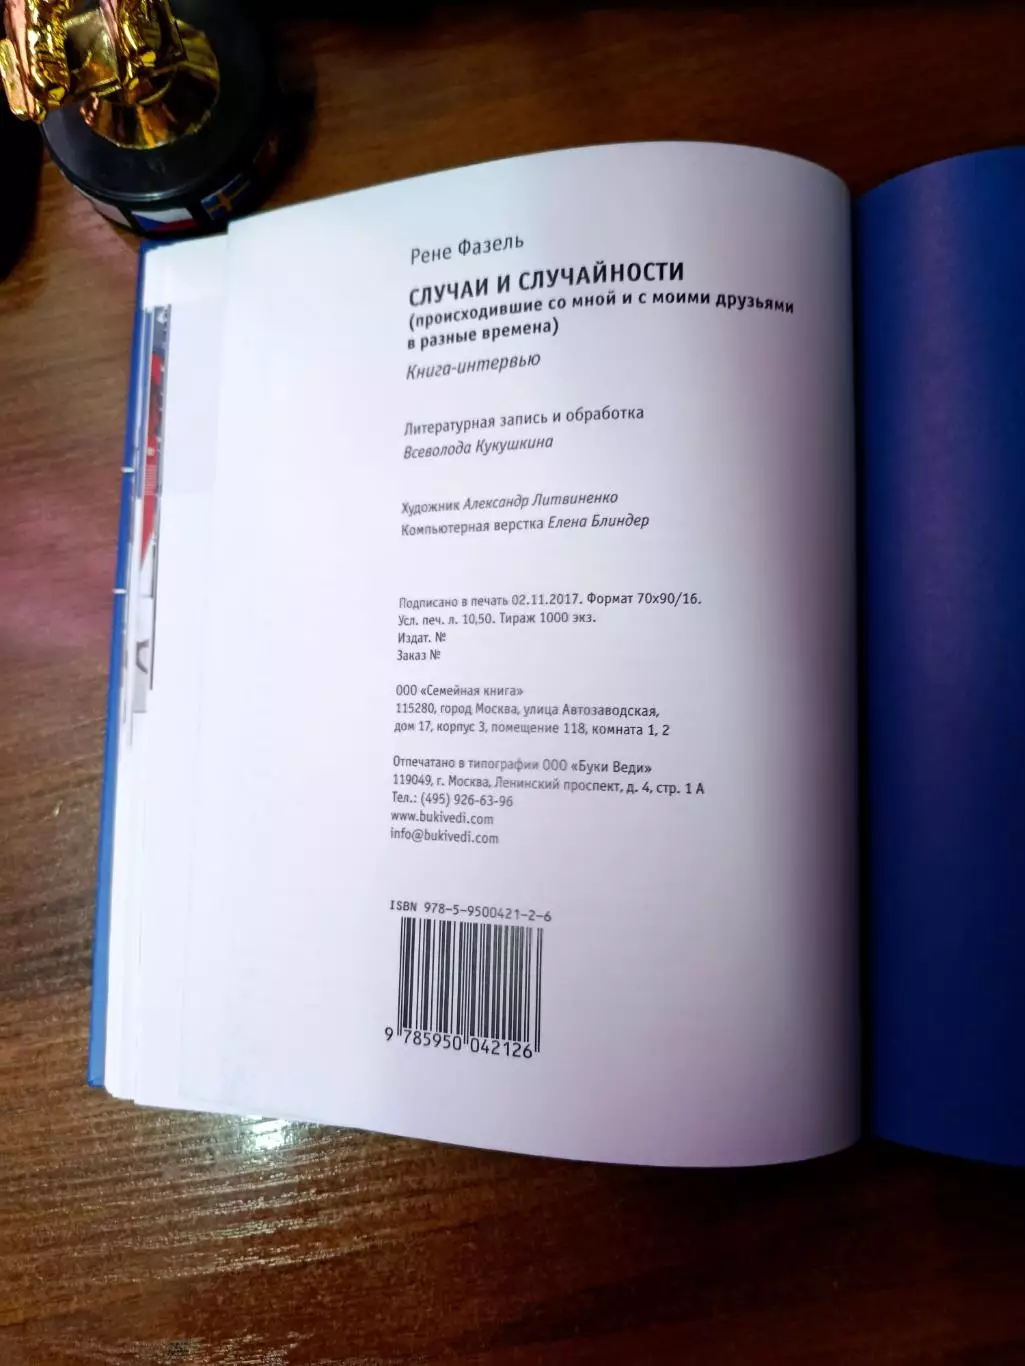 Рене Фазель
СЛУЧАИ И СЛУЧАЙНОСТИ
(происходившие со мной и с моими друзьями
в разные времена)
Книга-интервью
Литературная запись и обработка
Всеволода Кукушкина
Художник Александр Литвиненко
Компьютерная верстка Елена Блиндер
Подписано в печать 02.11.2017. Формат 70х90/16.
Усл. печ. л. 10,50. Тираж 1000 экз.
Издат. №
Заказ №
ООО «Семейная книга»
115280, город Москва, улица Автозаводская,
дом 17, корпус 3, помещение 118, комната 1, 2
Отпечатано в типографии ООО «Буки Веди»
119049, г. Москва, Ленинский проспект, д. 4, стр. 1 А
Тел.: (495) 926-63-96
www.bukivedi.com
info@bukivedi.com
ISBN 978-5-9500421-2-6
9 785950 042126